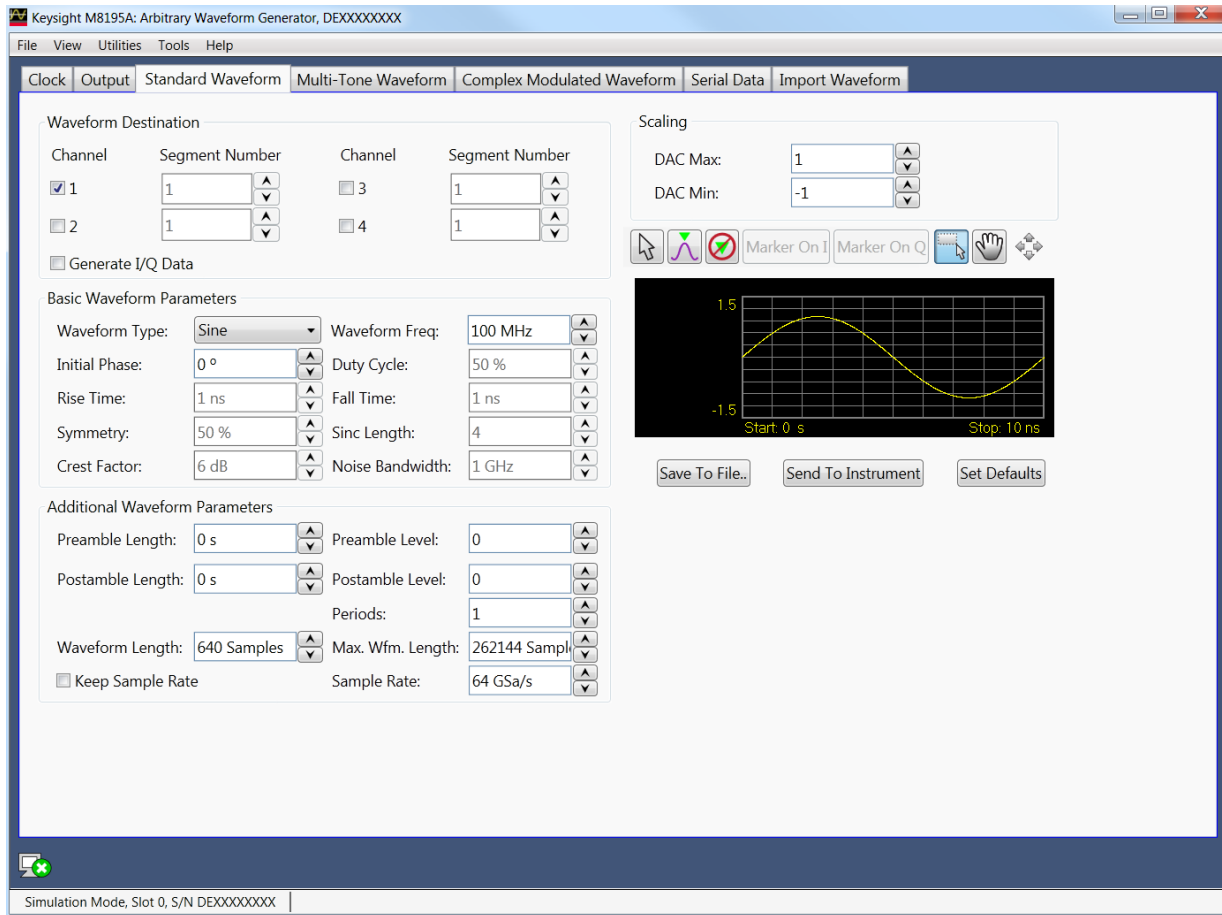 Keysight M8195A: Arbitrary Waveform Generator, DEXXXXXXXX
File View Utilities Tools Help
Clock Output Standard Waveform Multi-Tone Waveform Complex Modulated Waveform Serial Data Import Waveform
Waveform Destination
Channel Segment Number Channel Segment Number
1 1 3 1
2 1 4 1
Generate I/Q Data
Basic Waveform Parameters
Waveform Type: Sine Waveform Freq: 100 MHz
Initial Phase: 0 º Duty Cycle: 50 %
Rise Time: 1 ns Fall Time: 1 ns
Symmetry: 50 % Sinc Length: 4
Crest Factor: 6 dB Noise Bandwidth: 1 GHz
Additional Waveform Parameters
Preamble Length: 0 s Preamble Level: 0
Postamble Length: 0 s Postamble Level: 0
Periods: 1
Waveform Length: 640 Samples Max. Wfm. Length: 262144 Sampl
Keep Sample Rate Sample Rate: 64 GSa/s
Scaling
DAC Max: 1
DAC Min: -1
Marker On I Marker On Q
1.5
-1.5
Start: 0 s Stop: 10 ns
Save To File.. Send To Instrument Set Defaults
Simulation Mode, Slot 0, S/N DEXXXXXXXX